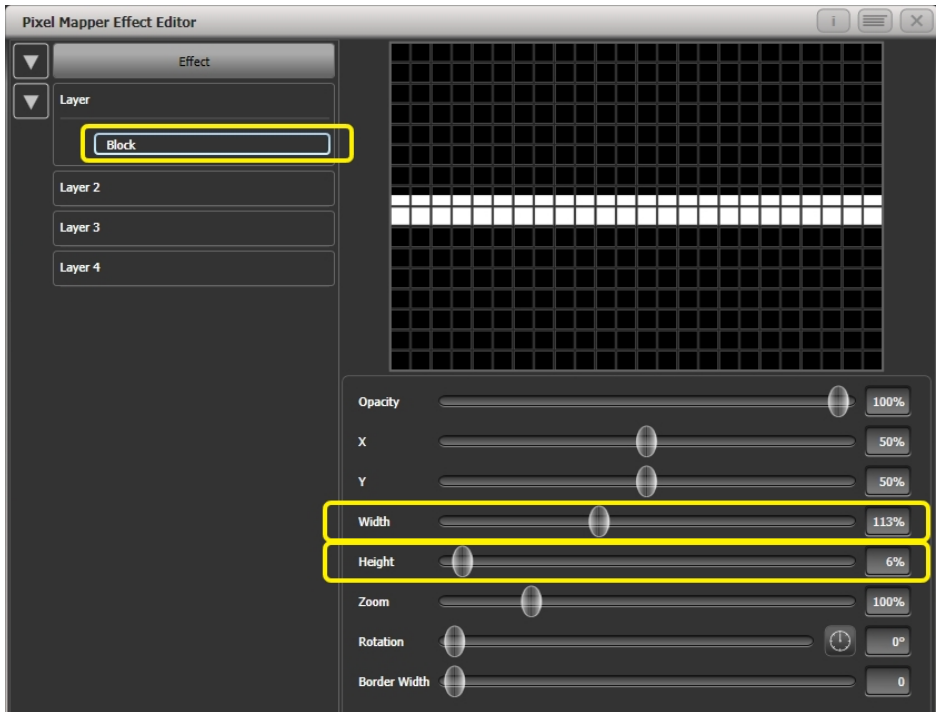 Pixel Mapper Effect Editor
i
Effect
Layer
Block
Layer 2
Layer 3
Layer 4
Opacity 100%
X 50%
Y 50%
Width 113%
Height 6%
Zoom 100%
Rotation 0°
Border Width 0